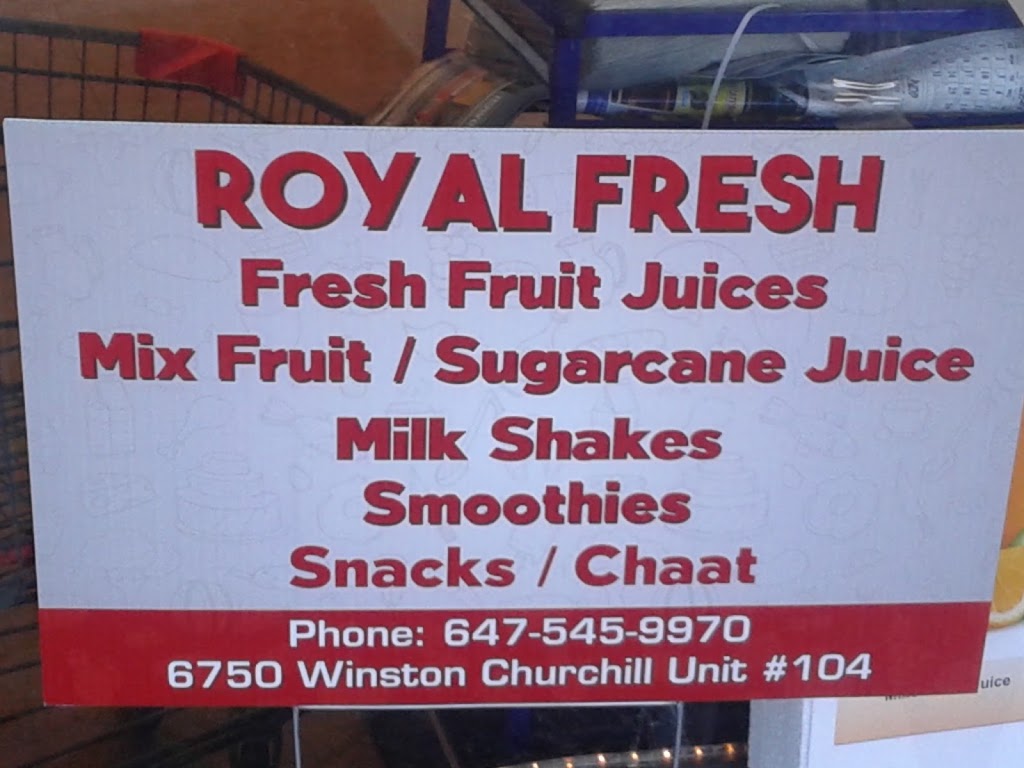 ROYAL FRESH
Fresh Fruit Juices
Mix Fruit / Sugarcane Juice
Milk Shakes
Smoothies
Snacks / Chaat
Phone: 647-545-9970
6750 Winston Churchill Unit #104